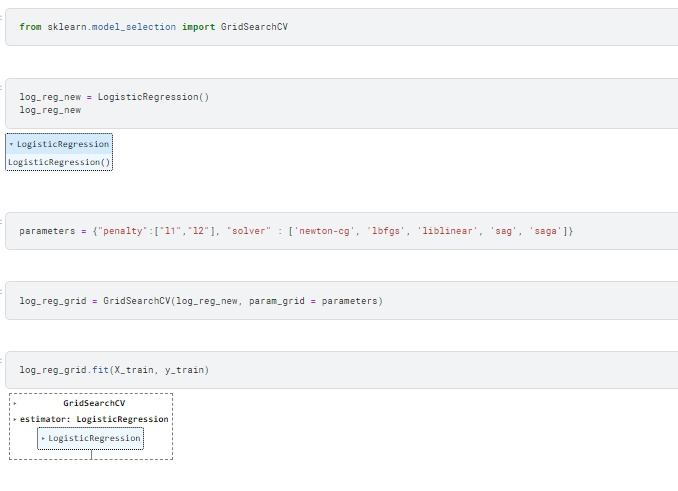 from sklearn.model_selection import GridSearchCV
log_reg_new = LogisticRegression()
log_reg_new
▾ LogisticRegression
LogisticRegression()
parameters = {"penalty":["l1","l2"], "solver" : ['newton-cg', 'lbfgs', 'liblinear', 'sag', 'saga']}
log_reg_grid = GridSearchCV(log_reg_new, param_grid = parameters)
log_reg_grid.fit(X_train, y_train)
▸ GridSearchCV
▸ estimator: LogisticRegression
▸ LogisticRegression